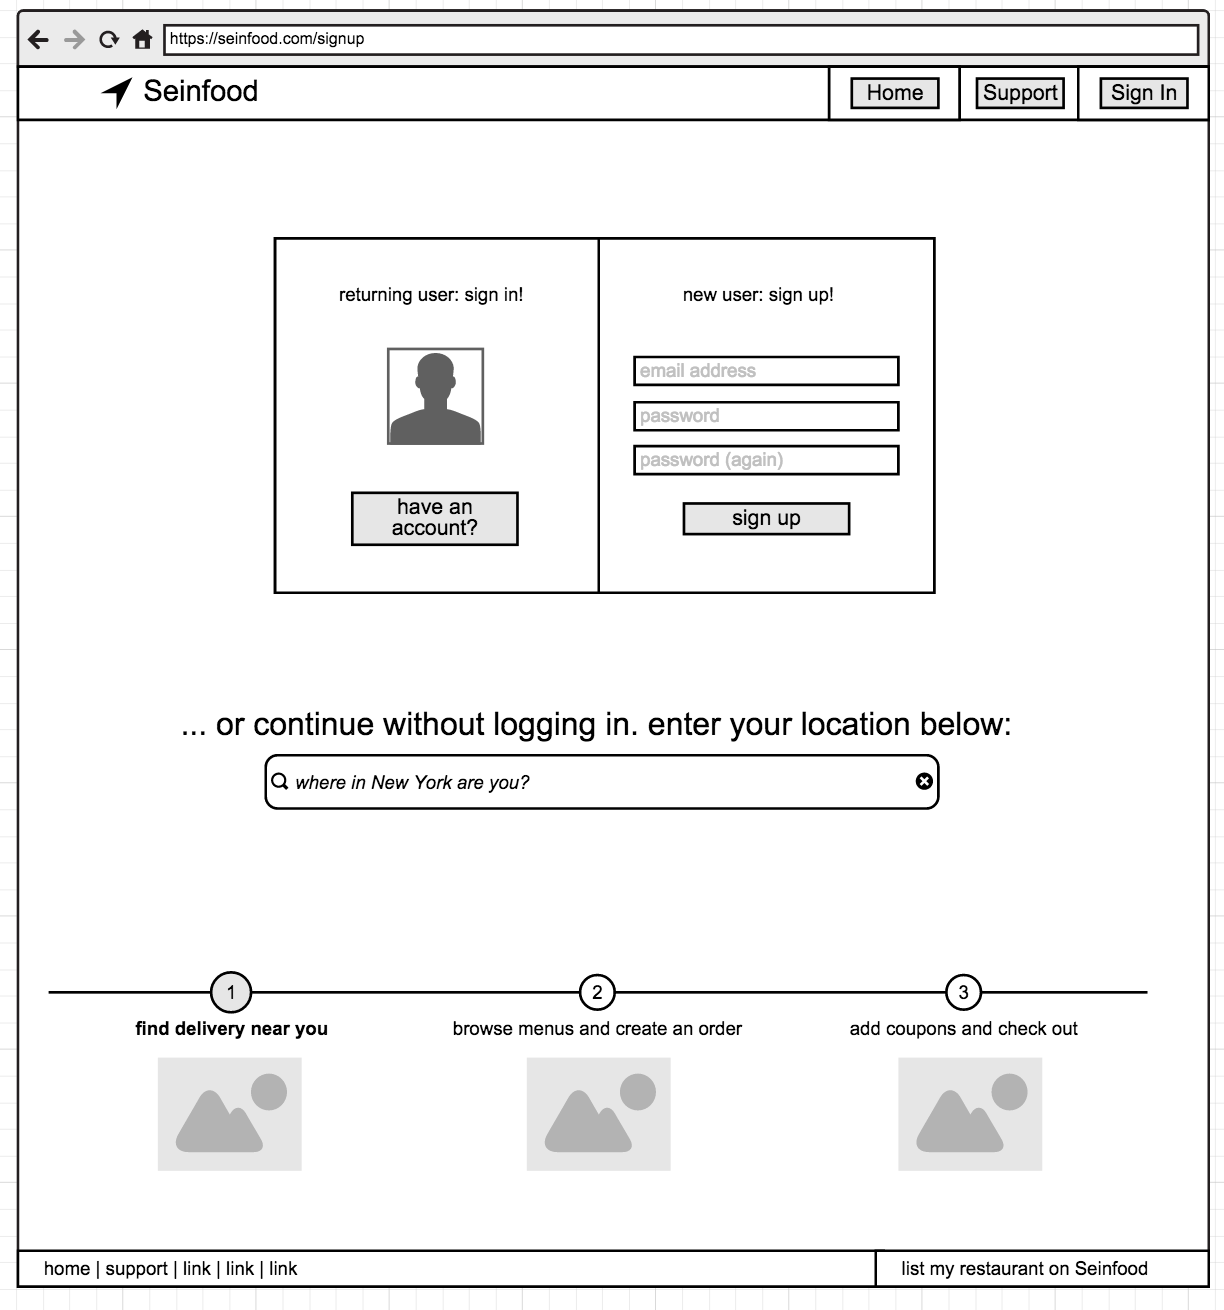 https://seinfood.com/signup
Seinfood
Home
Support
Sign In
returning user: sign in!
have an
account?
new user: sign up!
email address
password
password (again)
sign up
... or continue without logging in. enter your location below:
where in New York are you?
1
find delivery near you
2
browse menus and create an order
3
add coupons and check out
home | support | link | link | link
list my restaurant on Seinfood